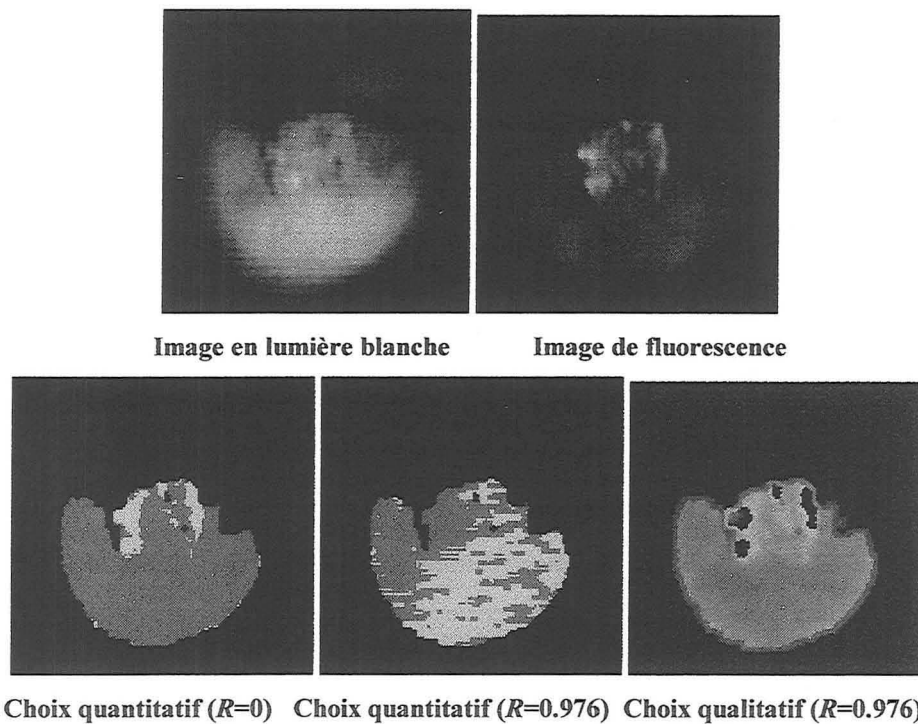 Image en lumière blanche Image de fluorescence
Choix quantitatif (R=0) Choix quantitatif (R=0.976) Choix qualitatif (R=0.976)